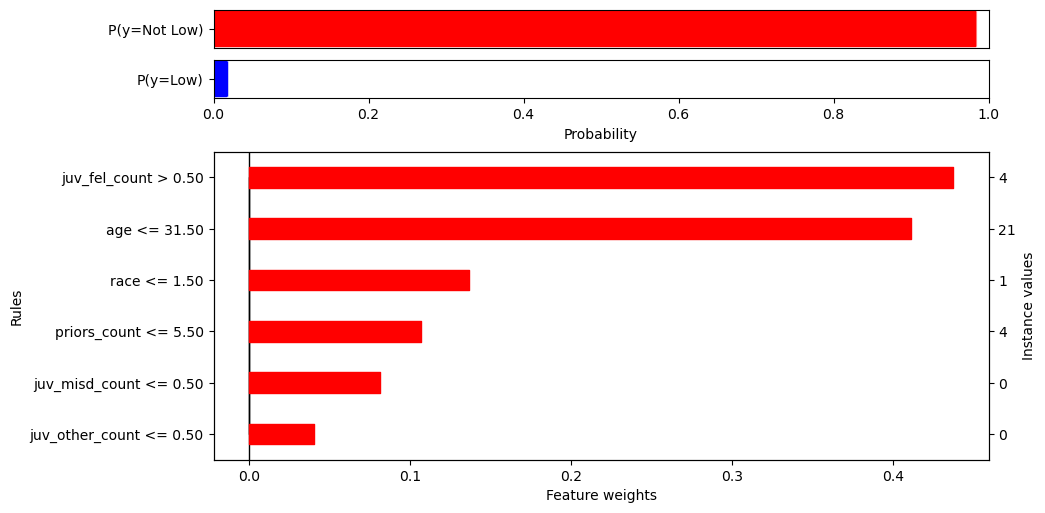 P(y=Not Low)
P(y=Low)
0.0 0.2 0.4 0.6 0.8 1.0
Probability
juv_fel_count > 0.50 4
age <= 31.50 21
race <= 1.50 1
priors_count <= 5.50 4
juv_misd_count <= 0.50 0
juv_other_count <= 0.50 0
Rules
Instance values
0.0 0.1 0.2 0.3 0.4
Feature weights